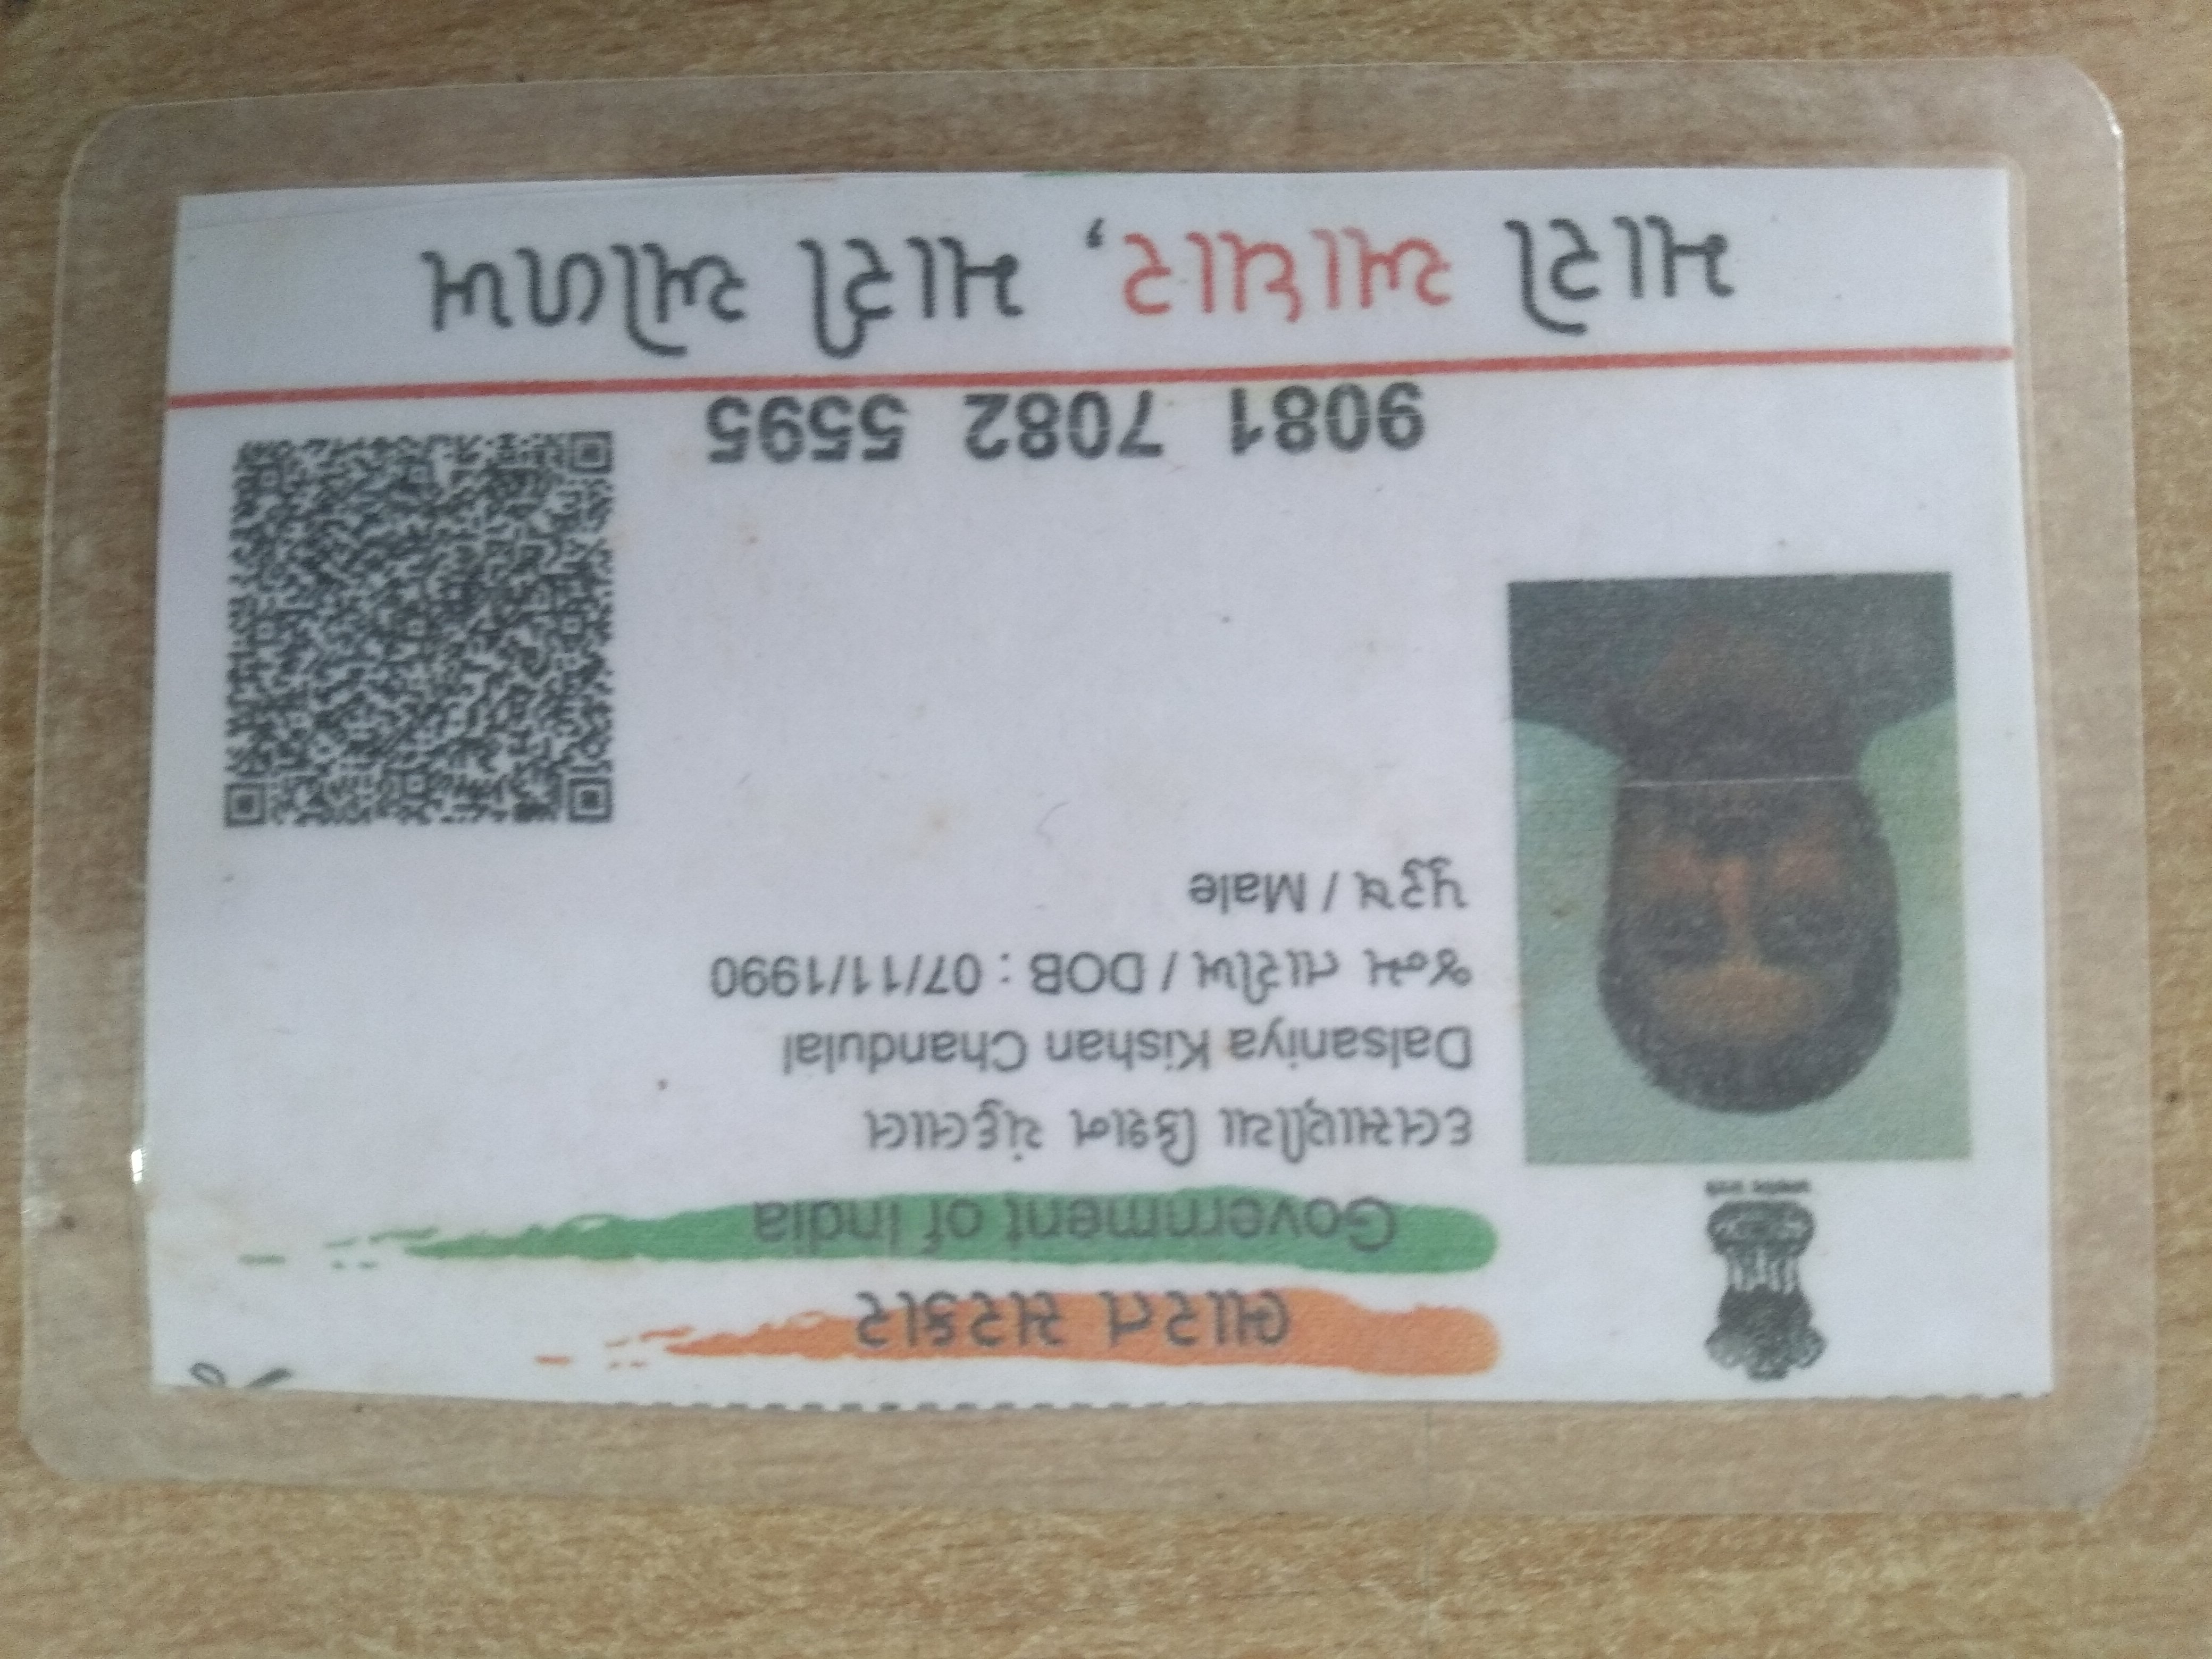 ભારત સરકાર
Government of India
દલસાણીયા કિશન ચંદુલાલ
Dalsaniya Kishan Chandulal
જન્મ તારીખ / DOB : 07/11/1990
પુરુષ / Male
9081 7082 5595
મારો આધાર, મારી ઓળખ